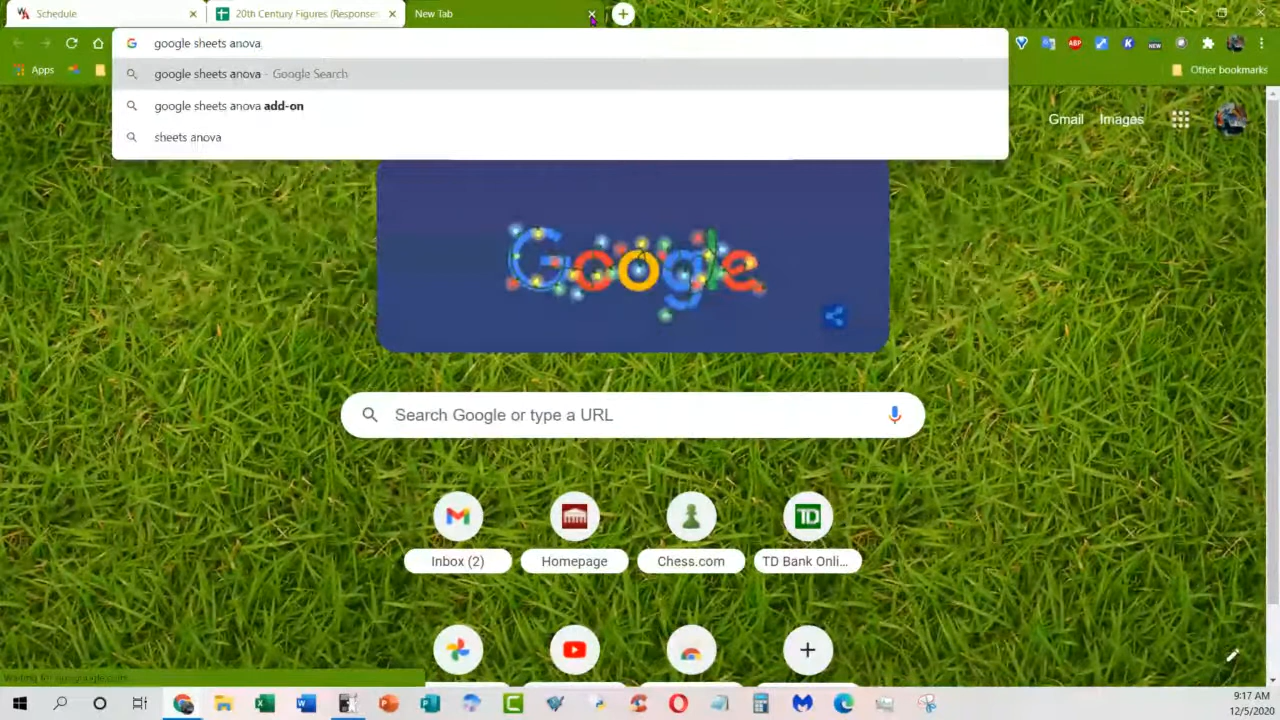 Schedule
20th Century Figures (Responses
New Tab
google sheets anova
Apps
Other bookmarks
google sheets anova - Google Search
google sheets anova add-on
sheets anova
Gmail
Images
Google
Search Google or type a URL
Inbox (2)
Homepage
Chess.com
TD Bank Onli...
9:17 AM
12/5/2020